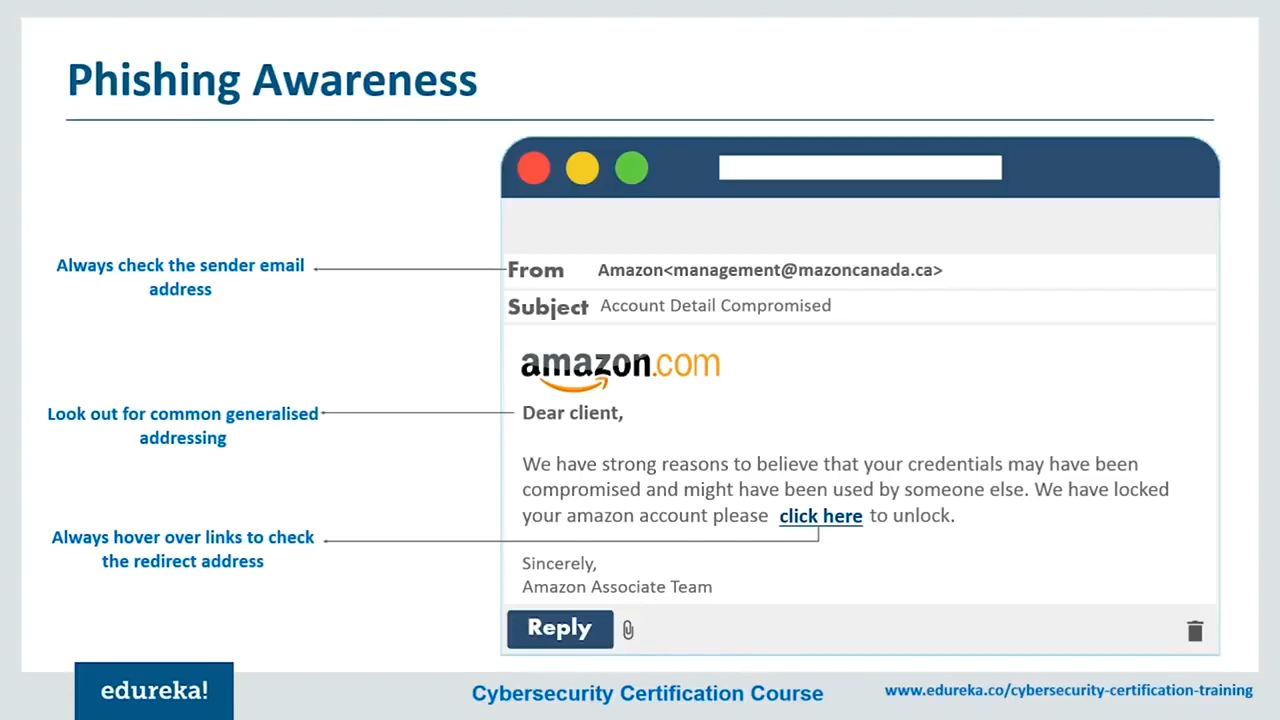 Phishing Awareness
Always check the sender email
address
From Amazon<management@mazoncanada.ca>
Subject Account Detail Compromised
amazon.com
Look out for common generalised
addressing
Dear client,
We have strong reasons to believe that your credentials may have been
compromised and might have been used by someone else. We have locked
your amazon account please click here to unlock.
Always hover over links to check
the redirect address
Sincerely,
Amazon Associate Team
Reply
edureka!
Cybersecurity Certification Course
www.edureka.co/cybersecurity-certification-training